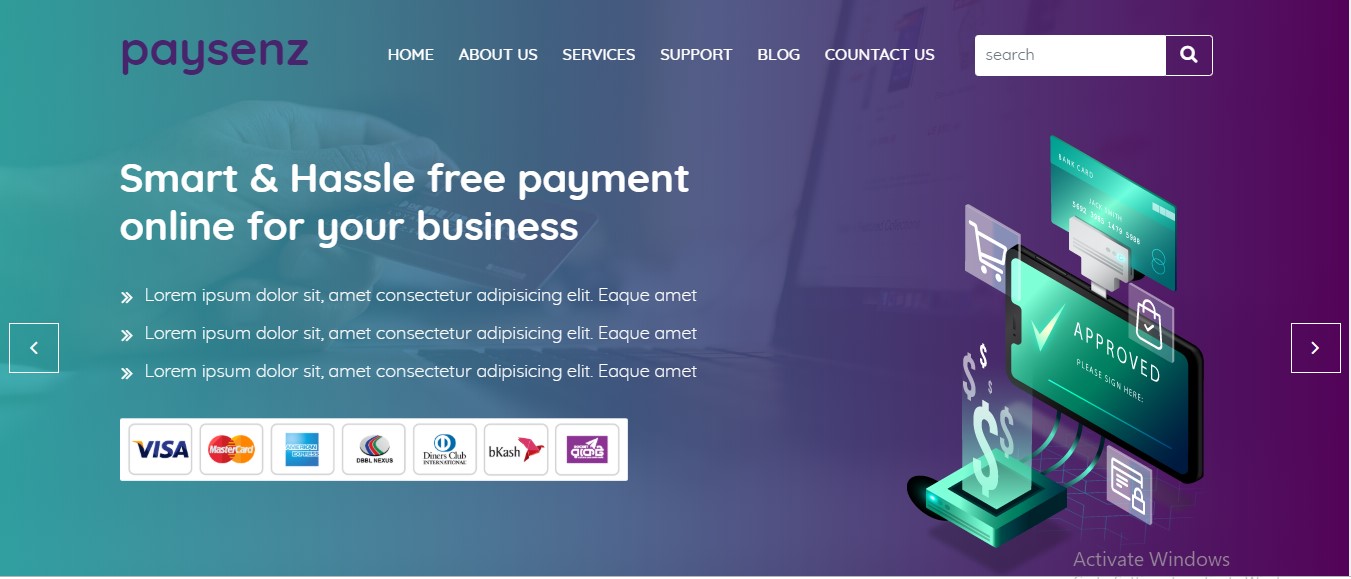 paysenz
HOME ABOUT US SERVICES SUPPORT BLOG COUNTACT US
search
Smart & Hassle free payment
online for your business
Lorem ipsum dolor sit, amet consectetur adipisicing elit. Eaque amet
Lorem ipsum dolor sit, amet consectetur adipisicing elit. Eaque amet
Lorem ipsum dolor sit, amet consectetur adipisicing elit. Eaque amet
VISA
MasterCard
AMERICAN
EXPRESS
DBBL NEXUS
Diners Club
INTERNATIONAL
bKash
BANK CARD
JACK SMITH
APPROVED
PLEASE SIGN HERE:
$
$
$
$
$
Activate Windows